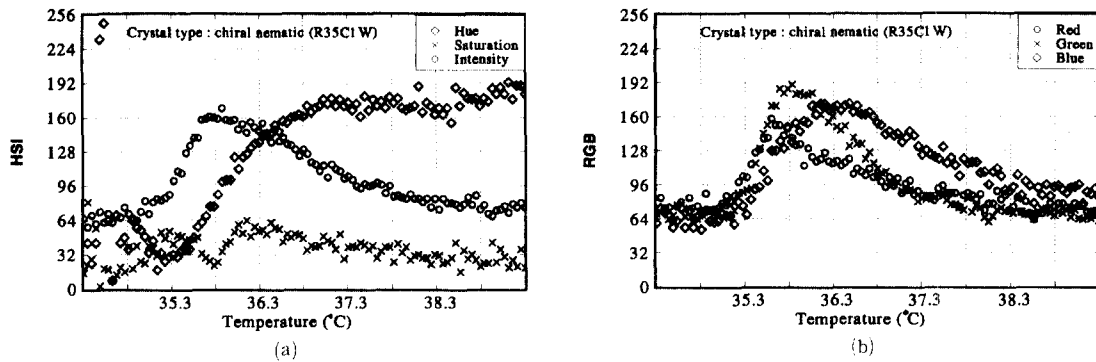 Crystal type : chiral nematic (R35C1W)
Hue
Saturation
Intensity
HSI
256
224
192
160
128
96
64
32
0
35.3 36.3 37.3 38.3
Temperature (°C)
(a)
Crystal type : chiral nematic (R35C1W)
Red
Green
Blue
RGB
256
224
192
160
128
96
64
32
0
35.3 36.3 37.3 38.3
Temperature (°C)
(b)